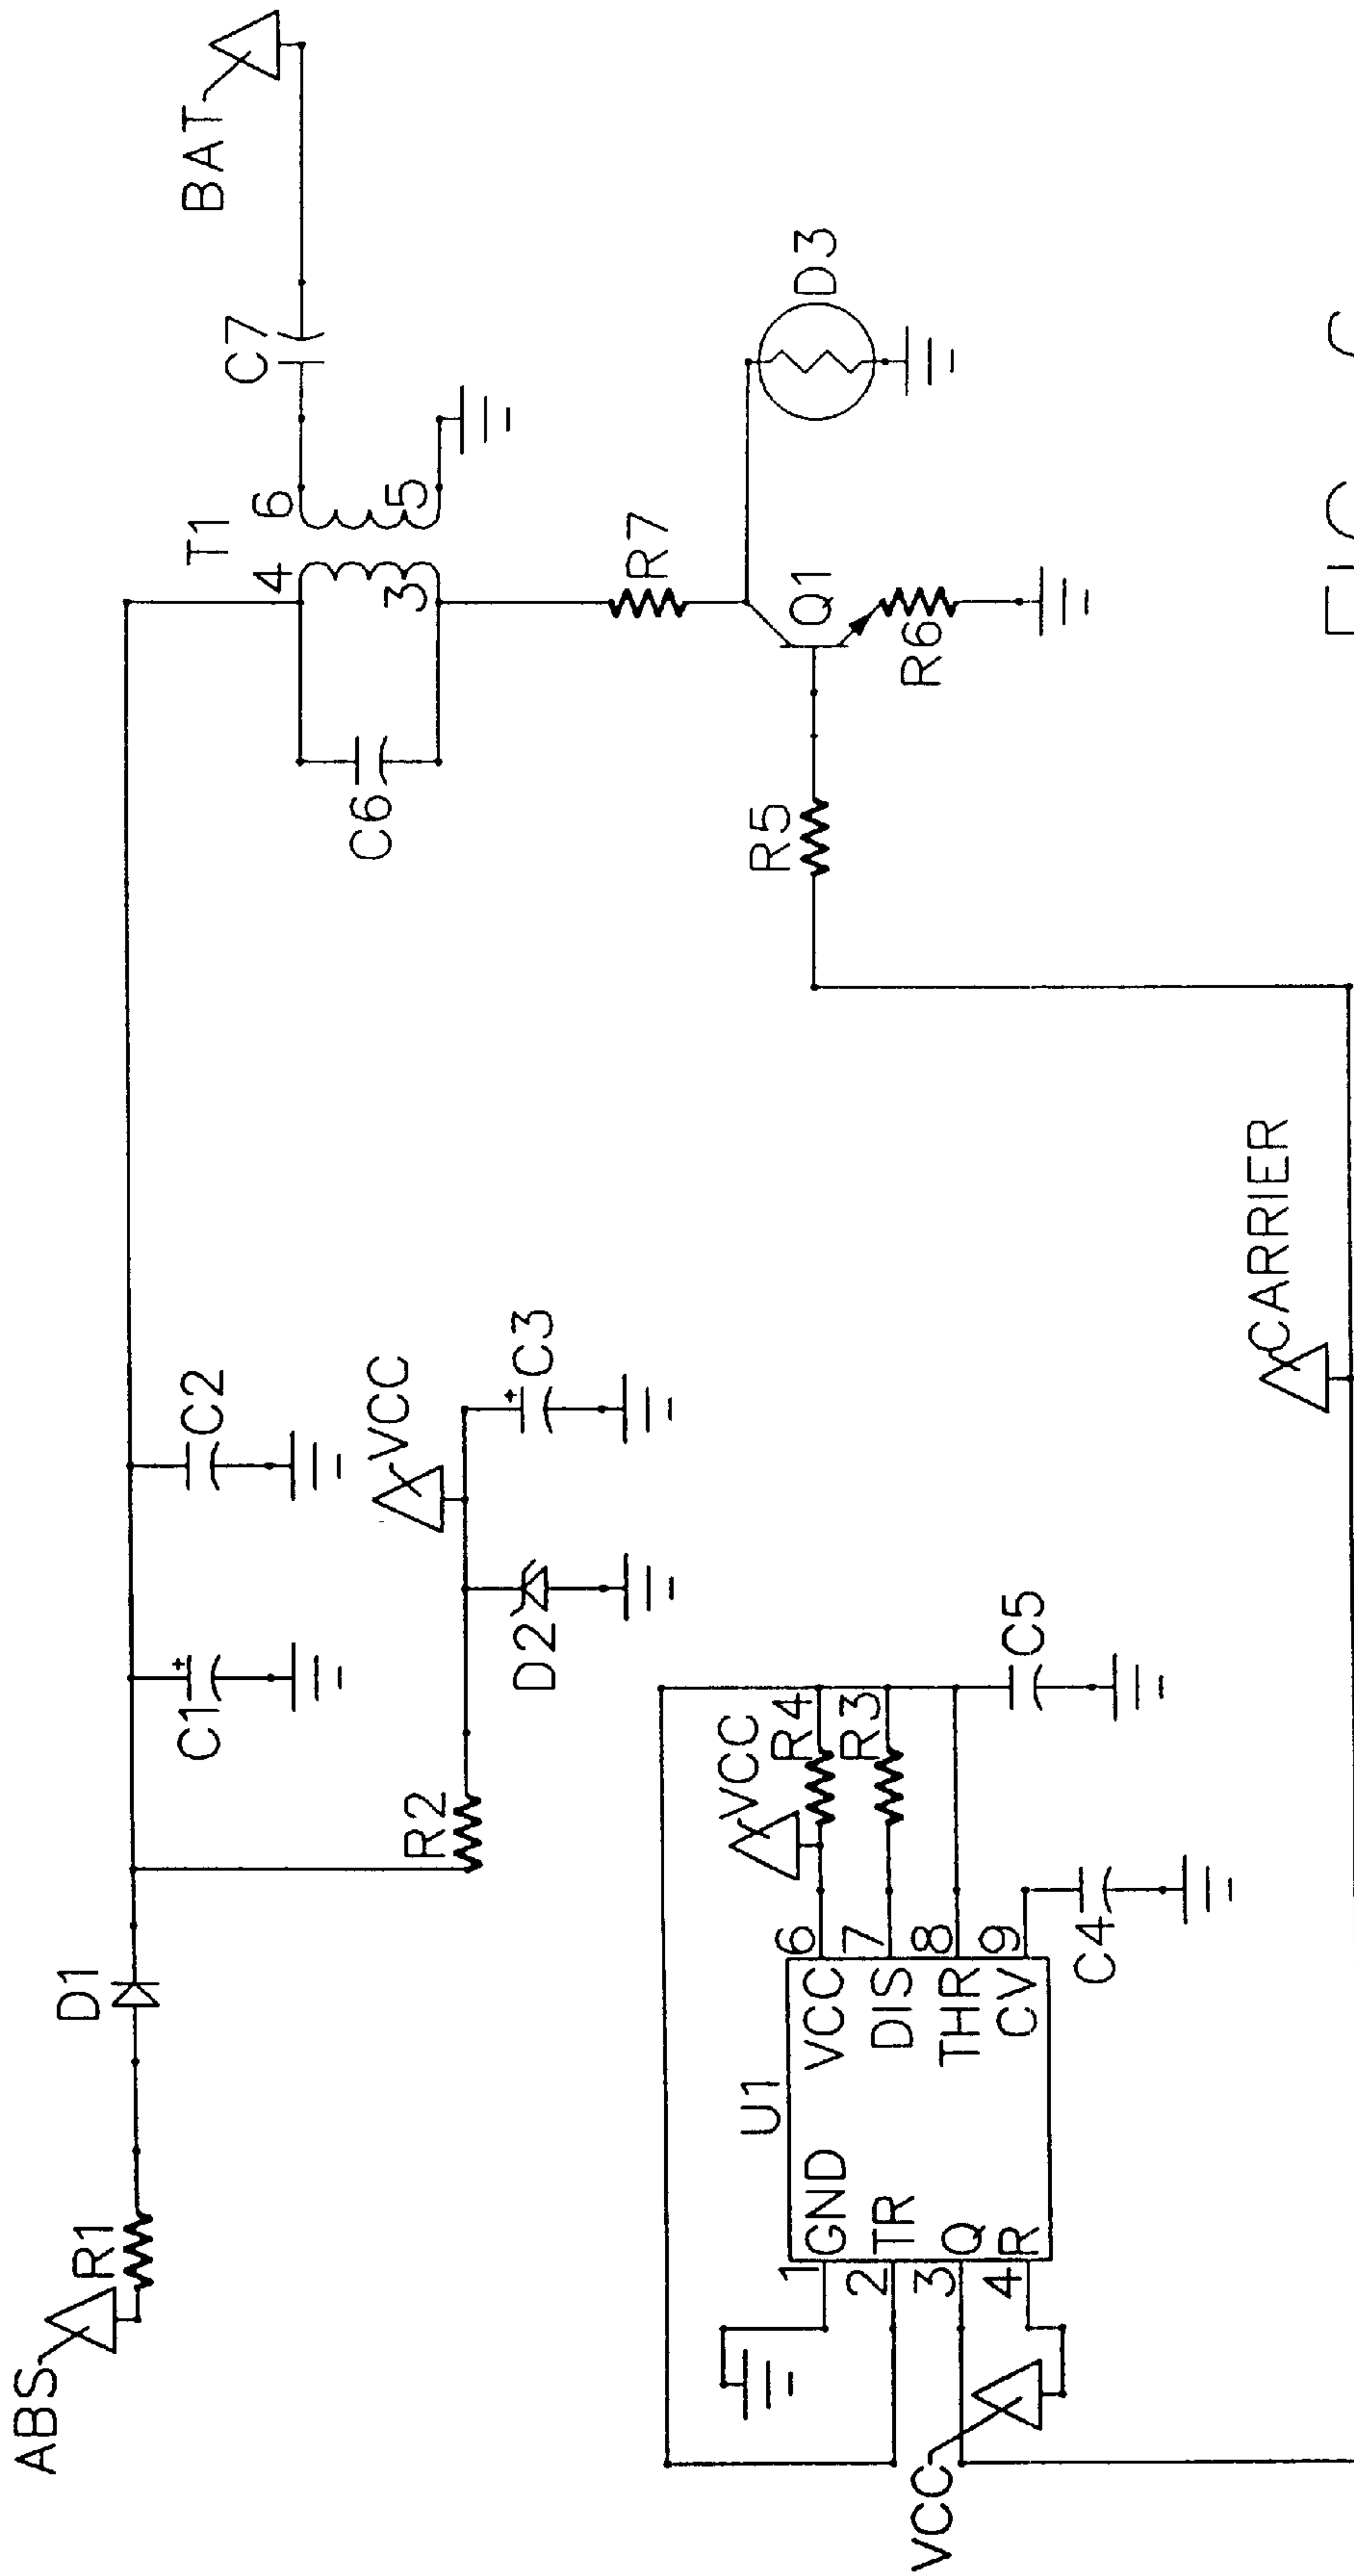 ABS
R1
D1
C1
C2
T1
BAT
C7
4
6
C6
VCC
3
5
R2
D2
C3
R7
U1
VCC
R5
R4
1
GND
VCC
6
Q1
D3
R3
2
TR
DIS
7
R6
VCC
3
Q
THR
8
4
R
CV
9
C5
C4
CARRIER